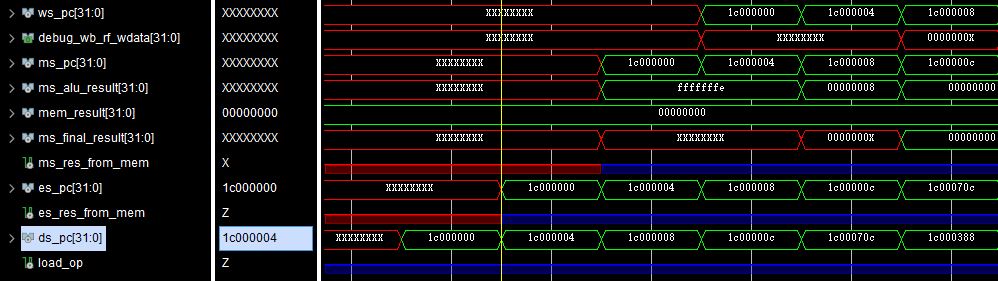 ws_pc[31:0] XXXXXXXX XXXXXXXX 1c000000 1c000004 1c000008
debug_wb_rf_wdata[31:0] XXXXXXXX XXXXXXXX XXXXXXXX 0000000X
ms_pc[31:0] XXXXXXXX XXXXXXXX 1c000000 1c000004 1c000008 1c00000c
ms_alu_result[31:0] XXXXXXXX XXXXXXXX fffffffe 00000008 00000000
mem_result[31:0] 00000000 00000000
ms_final_result[31:0] XXXXXXXX XXXXXXXX XXXXXXXX 0000000X 00000000
ms_res_from_mem X
es_pc[31:0] 1c000000 XXXXXXXX 1c000000 1c000004 1c000008 1c00000c 1c00070c
es_res_from_mem Z
ds_pc[31:0] 1c000004 XXXXXXXX 1c000000 1c000004 1c000008 1c00000c 1c00070c 1c000388
load_op Z